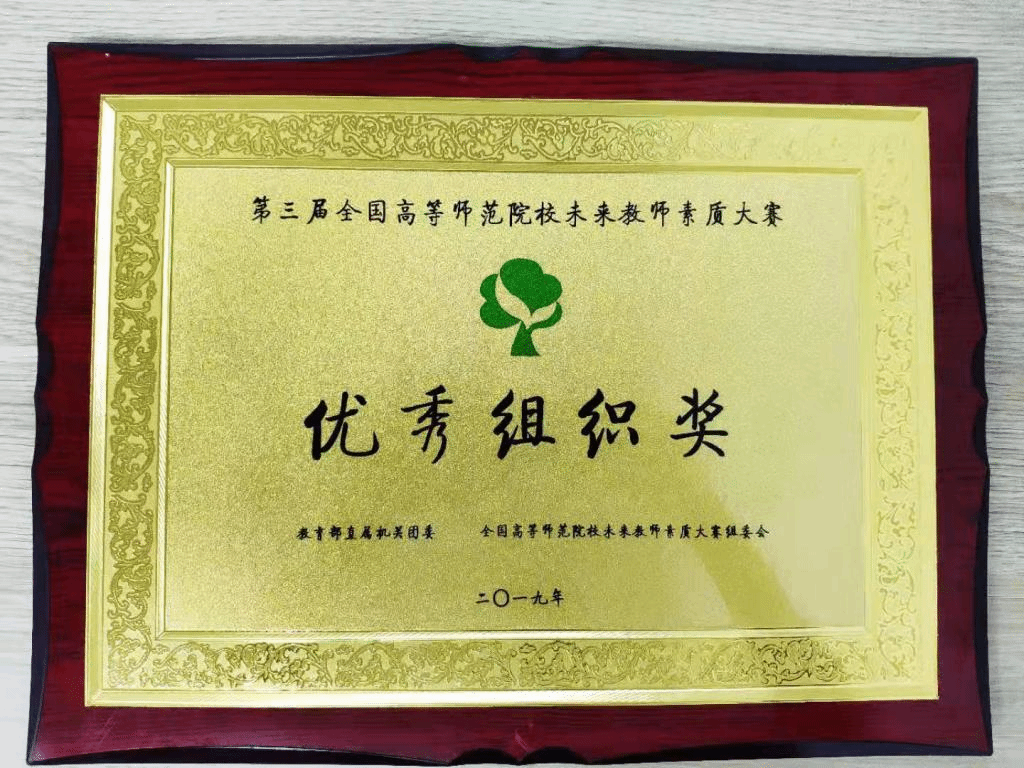 第三届全国高等师范院校未来教师素质大赛
优秀组织奖
教育部直属机关团委 全国高等师范院校未来教师素质大赛组委会
二〇一九年